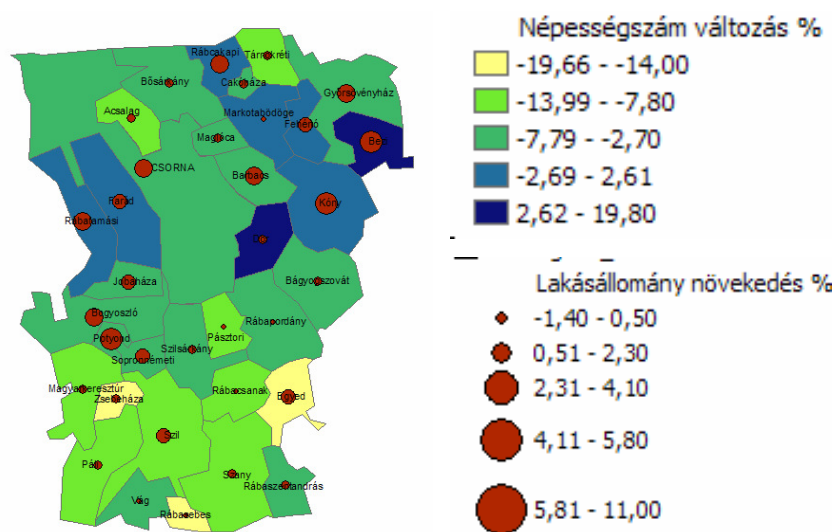 Népességszám változás %
-19,66 - -14,00
-13,99 - -7,80
-7,79 - -2,70
-2,69 - 2,61
2,62 - 19,80
Lakásállomány növekedés %
-1,40 - 0,50
0,51 - 2,30
2,31 - 4,10
4,11 - 5,80
5,81 - 11,00
Rábcakapi
Tárnokréti
Bősárkány
Cakóháza
Győrsövényház
Acsalag
Markotabödöge
Fehértó
Maglóca
Bezi
CSORNA
Barbacs
Farád
Kóny
Rábatamási
Jobaháza
Bágyogszovát
Bogyoszló
Rábapordány
Pásztori
Potyond
Szilsárkány
Sopronnémeti
Magyarkeresztúr
Zsebeháza
Rábacsanak
Egyed
Szil
Páli
Szany
Rábaszentandrás
Vág
Rábasebes